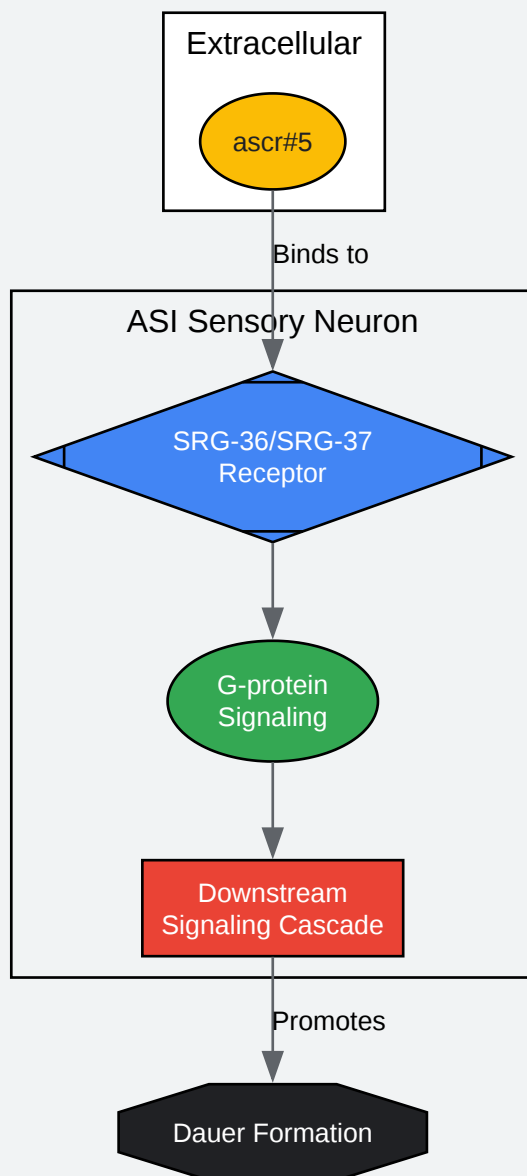 Extracellular
ascr#5
Binds to
ASI Sensory Neuron
SRG-36/SRG-37
Receptor
G-protein
Signaling
Downstream
Signaling Cascade
Promotes
Dauer Formation